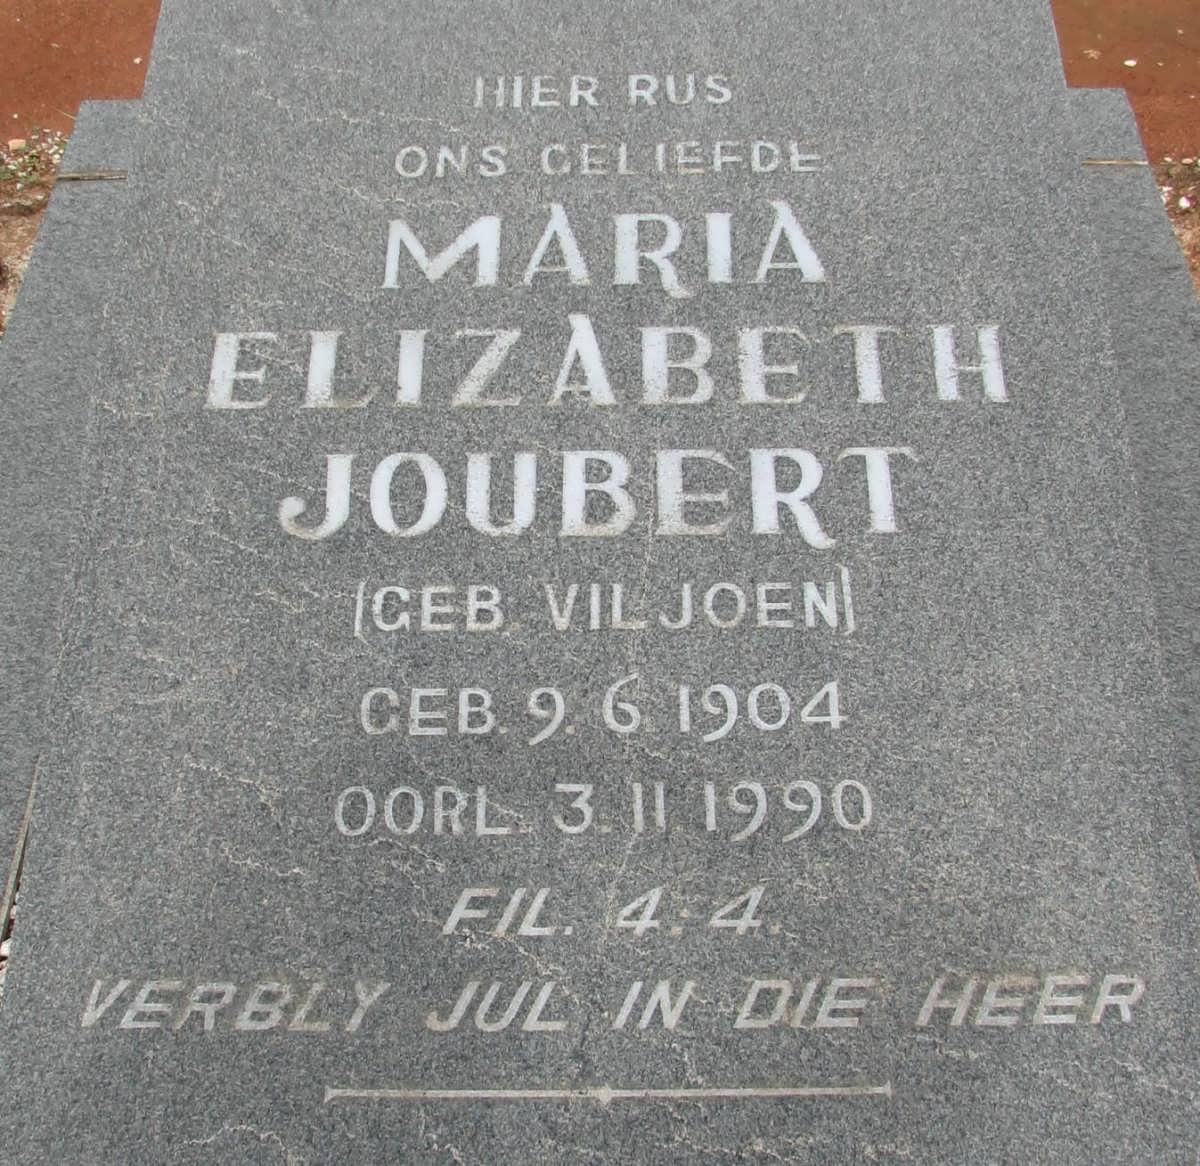 HIER RUS
ONS GELIEFDE
MARIA
ELIZABETH
JOUBERT
(GEB. VILJOEN)
GEB. 9. 6. 1904
OORL. 3. 11 1990
FIL. 4. 4.
VERBLY JUL IN DIE HEER